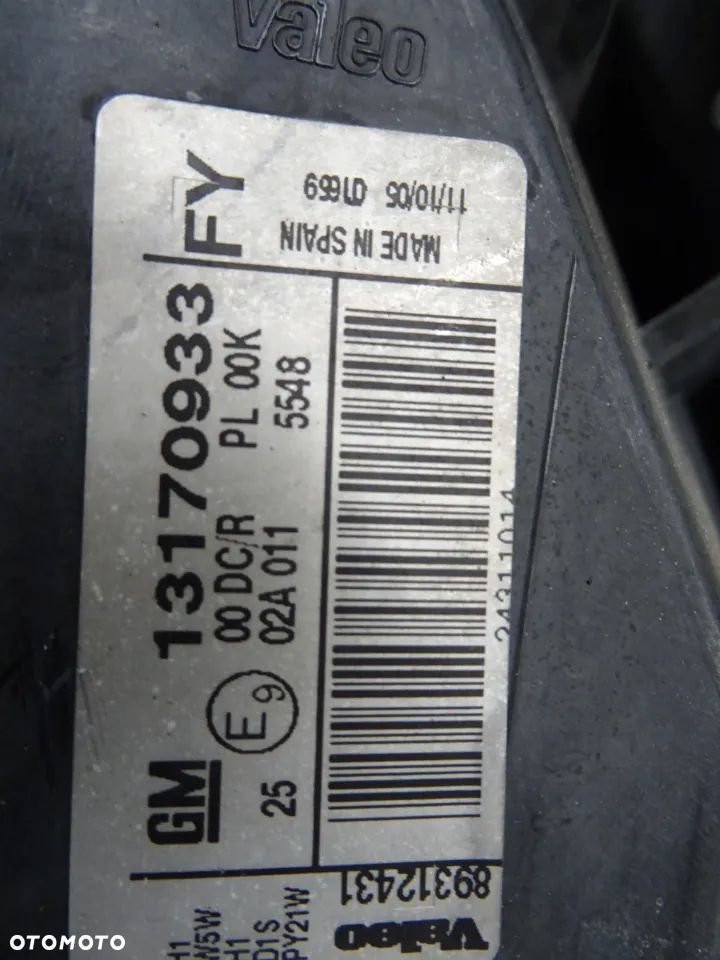 Valeo
FY
11/10/05 01669
MADE IN SPAIN
GM 13170933
E9
00 DC/R PL 00K
02A 011 5548
25
24311014
Valeo 89312431
H1
W5W
H1
D1S
PY21W
OTOMOTO